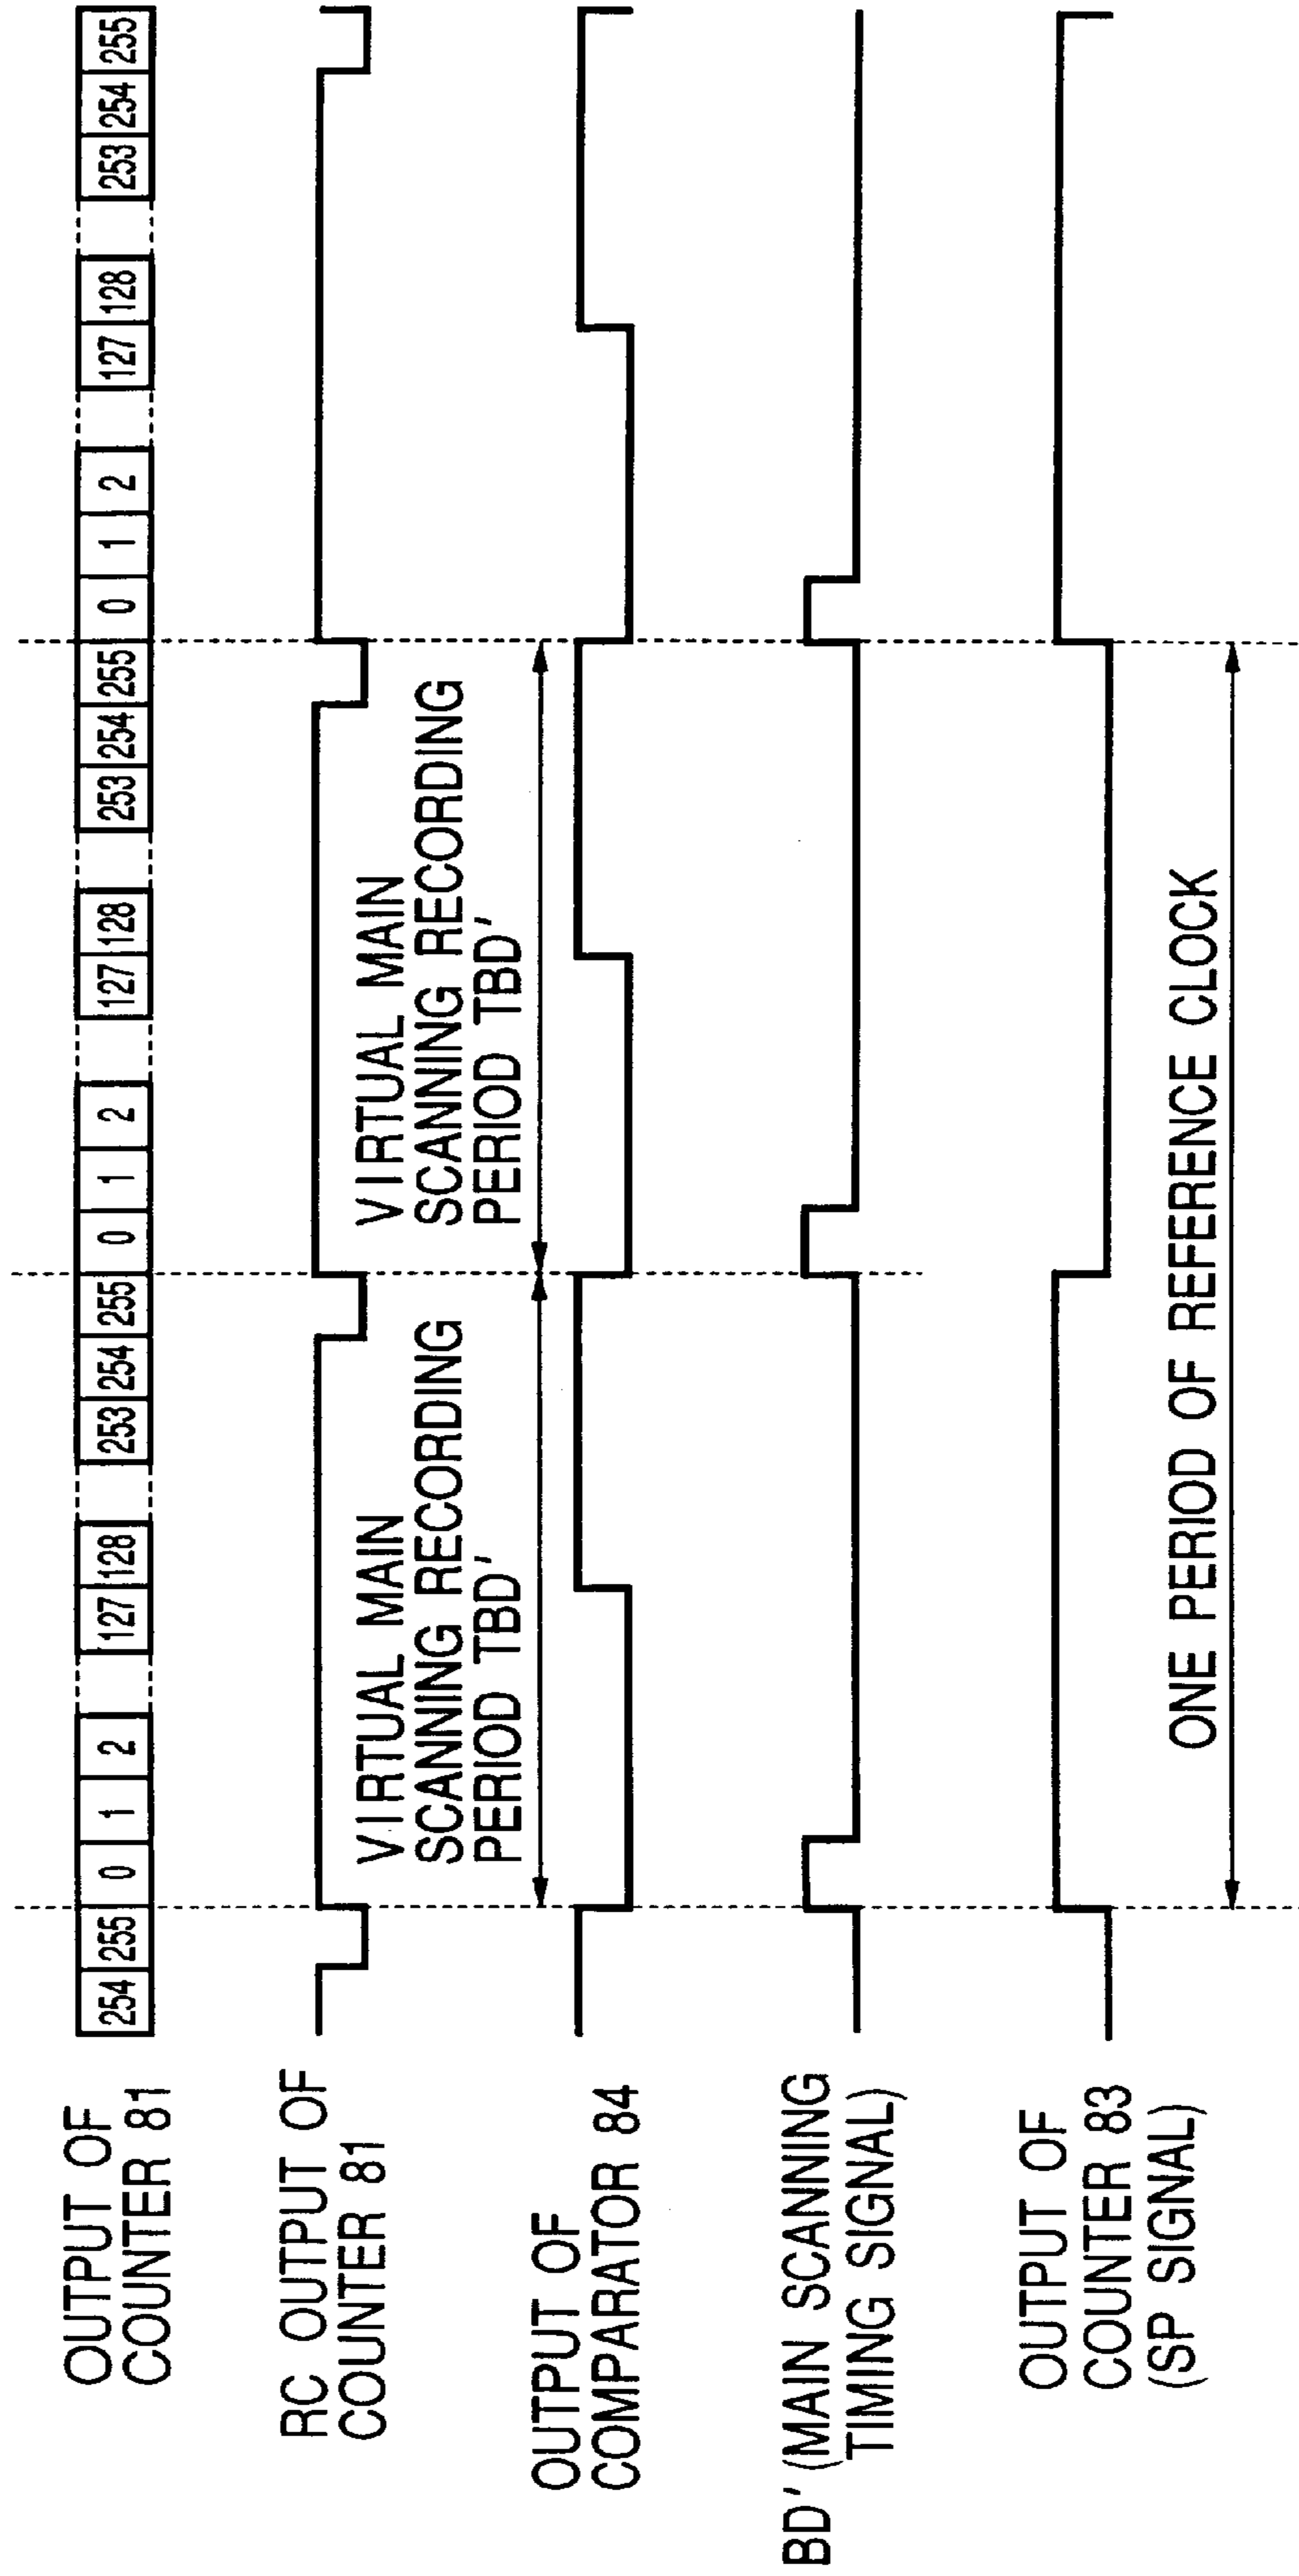 OUTPUT OF
COUNTER 81
254 255 0 1 2 127 128 253 254 255 0 1 2 127 128 253 254 255 0 1 2 127 128 253 254 255
RC OUTPUT OF
COUNTER 81
VIRTUAL MAIN
SCANNING RECORDING
PERIOD TBD'
VIRTUAL MAIN
SCANNING RECORDING
PERIOD TBD'
OUTPUT OF
COMPARATOR 84
BD' (MAIN SCANNING
TIMING SIGNAL)
OUTPUT OF
COUNTER 83
(SP SIGNAL)
ONE PERIOD OF REFERENCE CLOCK